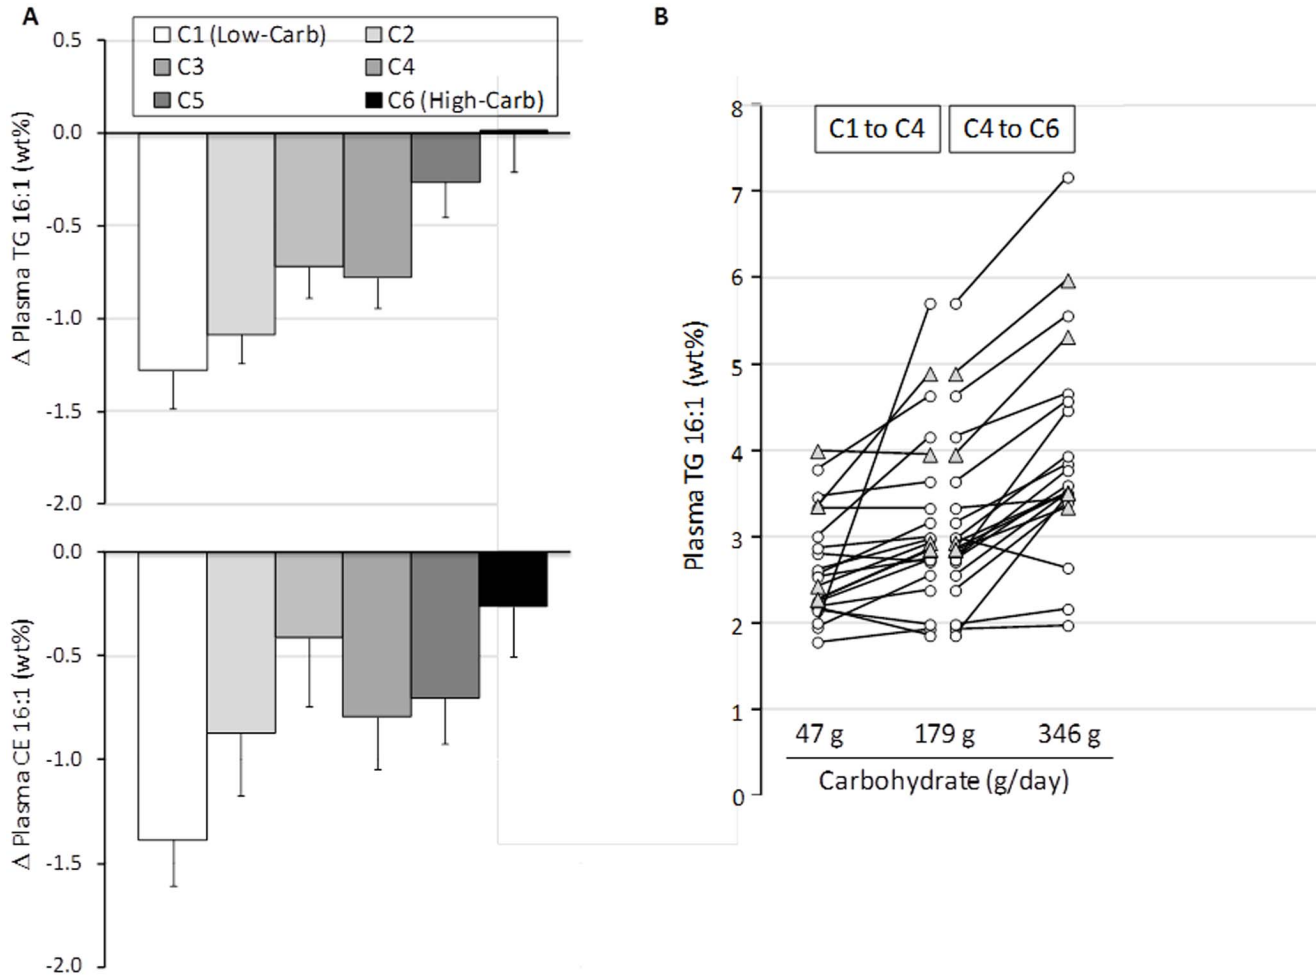 A
C1 (Low-Carb) C2
C3 C4
C5 C6 (High-Carb)
0.5
0.0
-0.5
-1.0
-1.5
-2.0
Δ Plasma TG 16:1 (wt%)
0.0
-0.5
-1.0
-1.5
-2.0
Δ Plasma CE 16:1 (wt%)
B
C1 to C4 C4 to C6
8
7
6
5
4
3
2
1
0
Plasma TG 16:1 (wt%)
47 g 179 g 346 g
Carbohydrate (g/day)